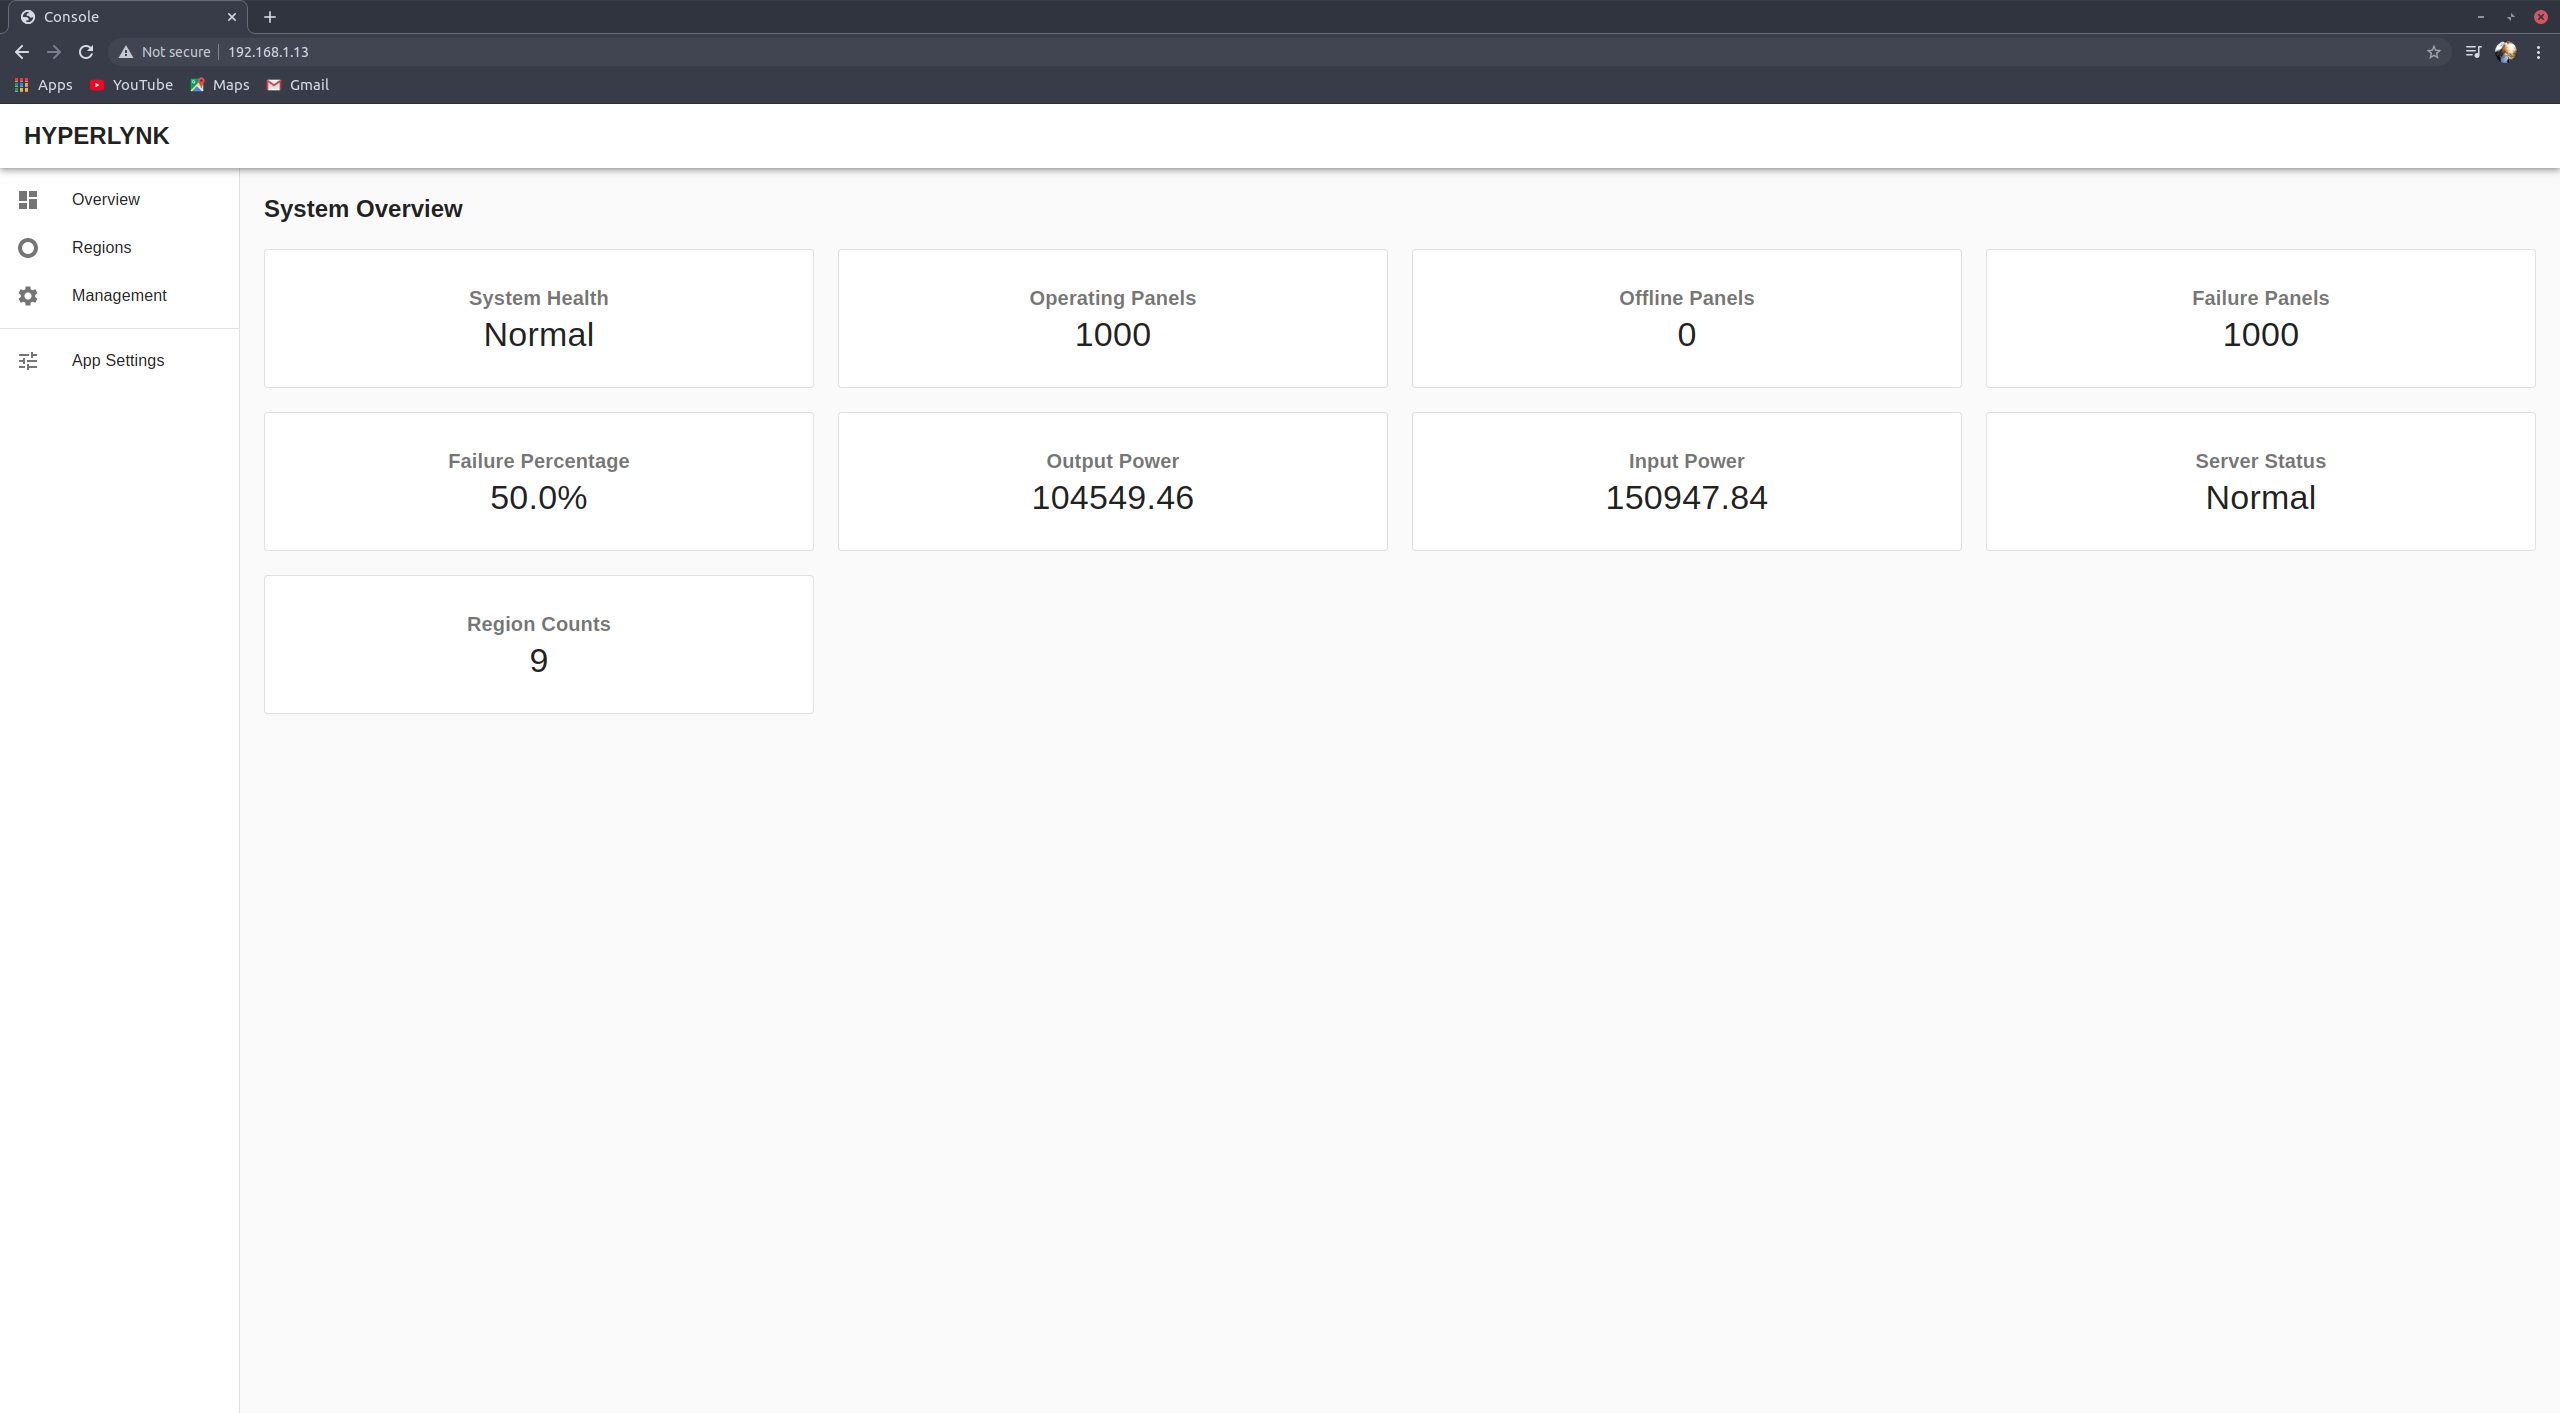 Console
Not secure 192.168.1.13
Apps YouTube Maps Gmail
HYPERLYNK
Overview
Regions
Management
App Settings
System Overview
System Health
Normal
Operating Panels
1000
Offline Panels
0
Failure Panels
1000
Failure Percentage
50.0%
Output Power
104549.46
Input Power
150947.84
Server Status
Normal
Region Counts
9